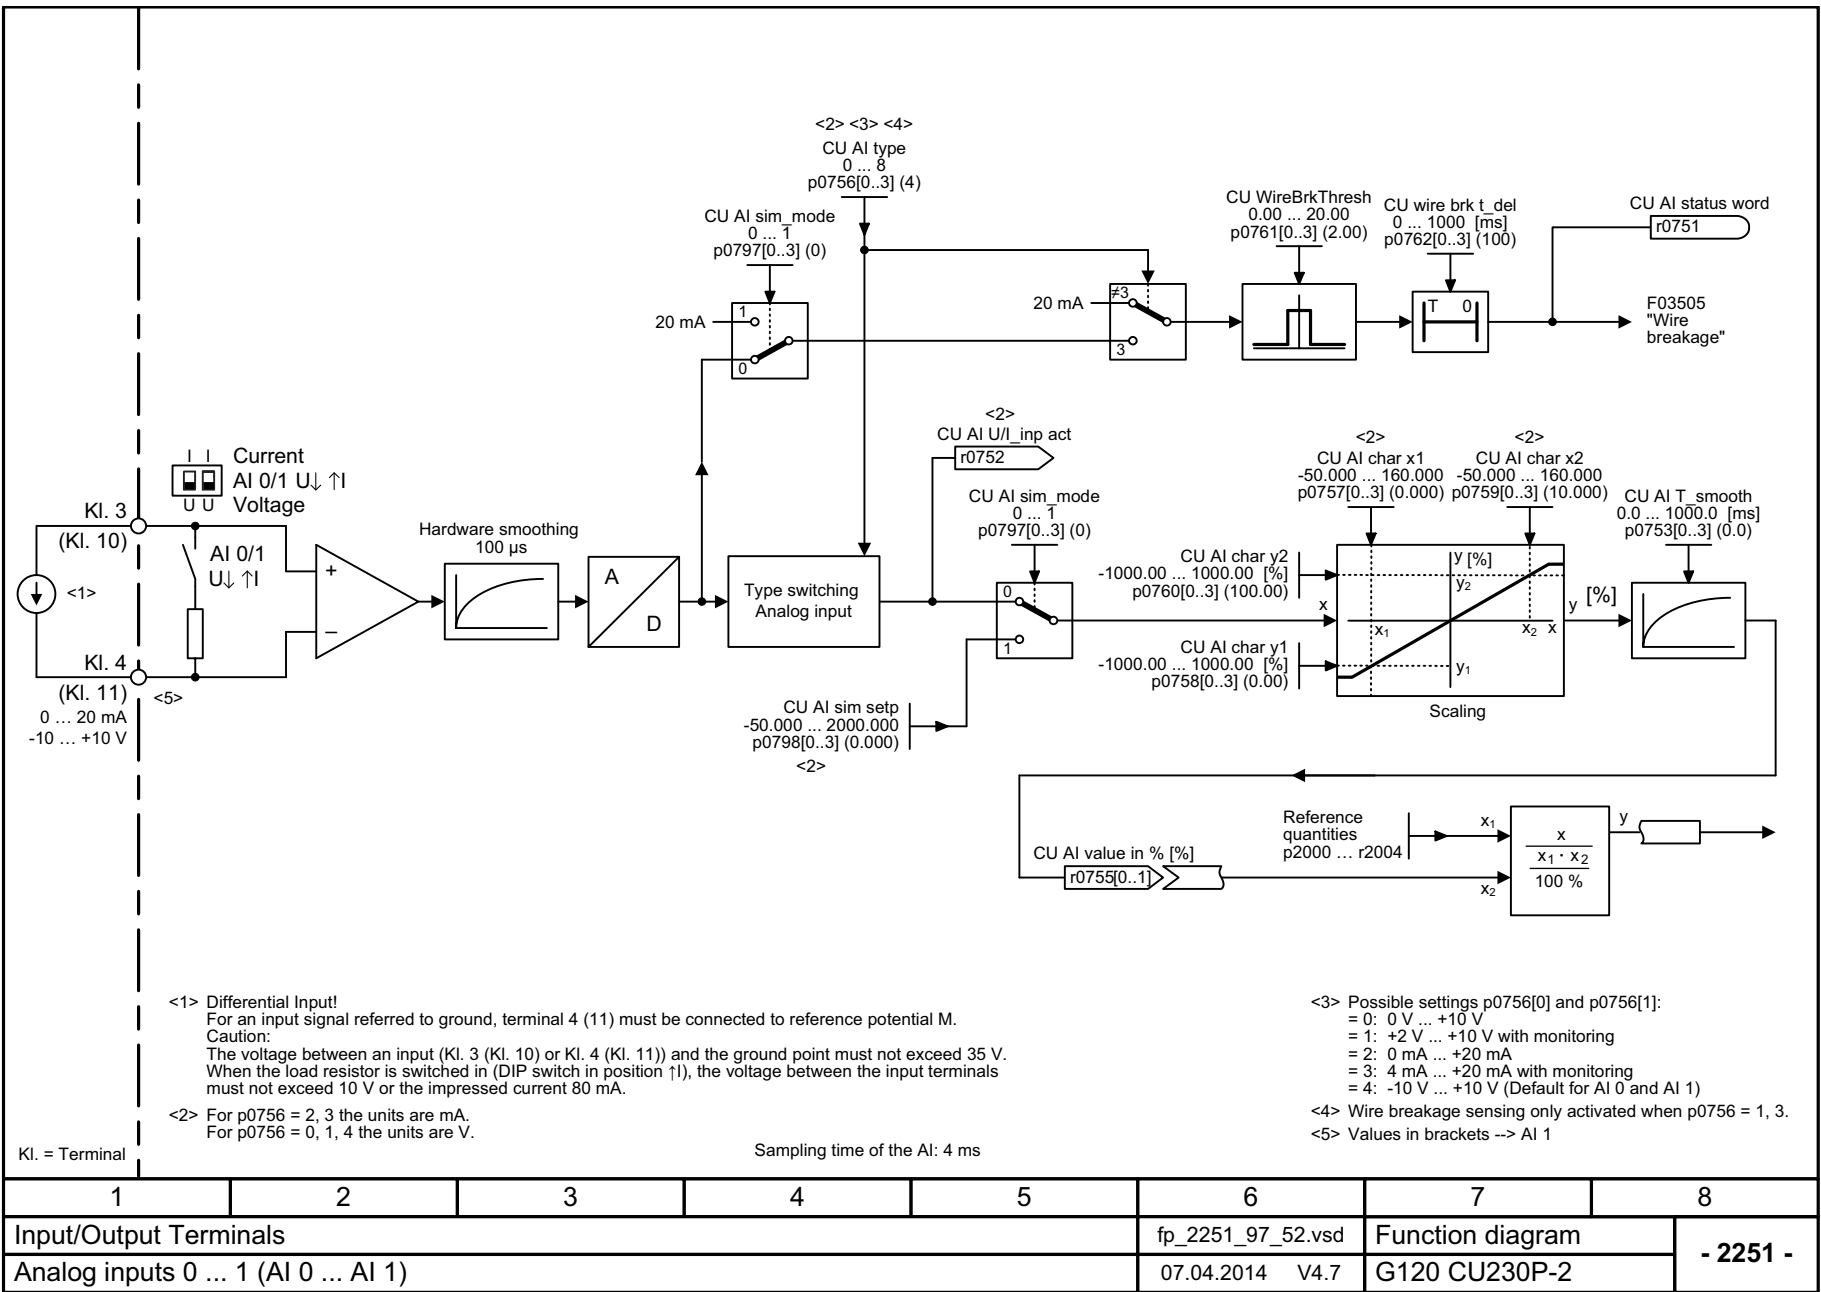 <2> <3> <4>
CU AI type
0 ... 8
p0756[0..3] (4)
CU AI sim_mode
0 ... 1
p0797[0..3] (0)
1
20 mA
0
CU WireBrkThresh
0.00 ... 20.00
p0761[0..3] (2.00)
CU wire brk t_del
0 ... 1000 [ms]
p0762[0..3] (100)
CU AI status word
r0751
≠3
20 mA
3
T 0
F03505
"Wire
breakage"
I I
Current
AI 0/1 U↓ ↑I
U U
Voltage
Kl. 3
(Kl. 10)
AI 0/1
U↓ ↑I
<1>
+
–
Kl. 4
(Kl. 11)
<5>
0 ... 20 mA
-10 ... +10 V
Hardware smoothing
100 µs
A
D
Type switching
Analog input
<2>
CU AI U/I_inp act
r0752
CU AI sim_mode
0 ... 1
p0797[0..3] (0)
0
1
CU AI sim setp
-50.000 ... 2000.000
p0798[0..3] (0.000)
<2>
<2>
CU AI char x1
-50.000 ... 160.000
p0757[0..3] (0.000)
<2>
CU AI char x2
-50.000 ... 160.000
p0759[0..3] (10.000)
CU AI T_smooth
0.0 ... 1000.0 [ms]
p0753[0..3] (0.0)
CU AI char y2
-1000.00 ... 1000.00 [%]
p0760[0..3] (100.00)
x
CU AI char y1
-1000.00 ... 1000.00 [%]
p0758[0..3] (0.00)
y [%]
y2
x1
x2 x
y1
y [%]
Scaling
Reference
quantities
p2000 ... r2004
CU AI value in % [%]
r0755[0..1]
x1
x2
x
x1 · x2
100 %
y
<1> Differential Input!
For an input signal referred to ground, terminal 4 (11) must be connected to reference potential M.
Caution:
The voltage between an input (Kl. 3 (Kl. 10) or Kl. 4 (Kl. 11)) and the ground point must not exceed 35 V.
When the load resistor is switched in (DIP switch in position ↑I), the voltage between the input terminals
must not exceed 10 V or the impressed current 80 mA.
<2> For p0756 = 2, 3 the units are mA.
For p0756 = 0, 1, 4 the units are V.
<3> Possible settings p0756[0] and p0756[1]:
= 0: 0 V ... +10 V
= 1: +2 V ... +10 V with monitoring
= 2: 0 mA ... +20 mA
= 3: 4 mA ... +20 mA with monitoring
= 4: -10 V ... +10 V (Default for AI 0 and AI 1)
<4> Wire breakage sensing only activated when p0756 = 1, 3.
<5> Values in brackets --> AI 1
Kl. = Terminal
Sampling time of the AI: 4 ms
1 2 3 4 5 6 7 8
Input/Output Terminals
fp_2251_97_52.vsd
Function diagram
- 2251 -
Analog inputs 0 ... 1 (AI 0 ... AI 1)
07.04.2014 V4.7
G120 CU230P-2